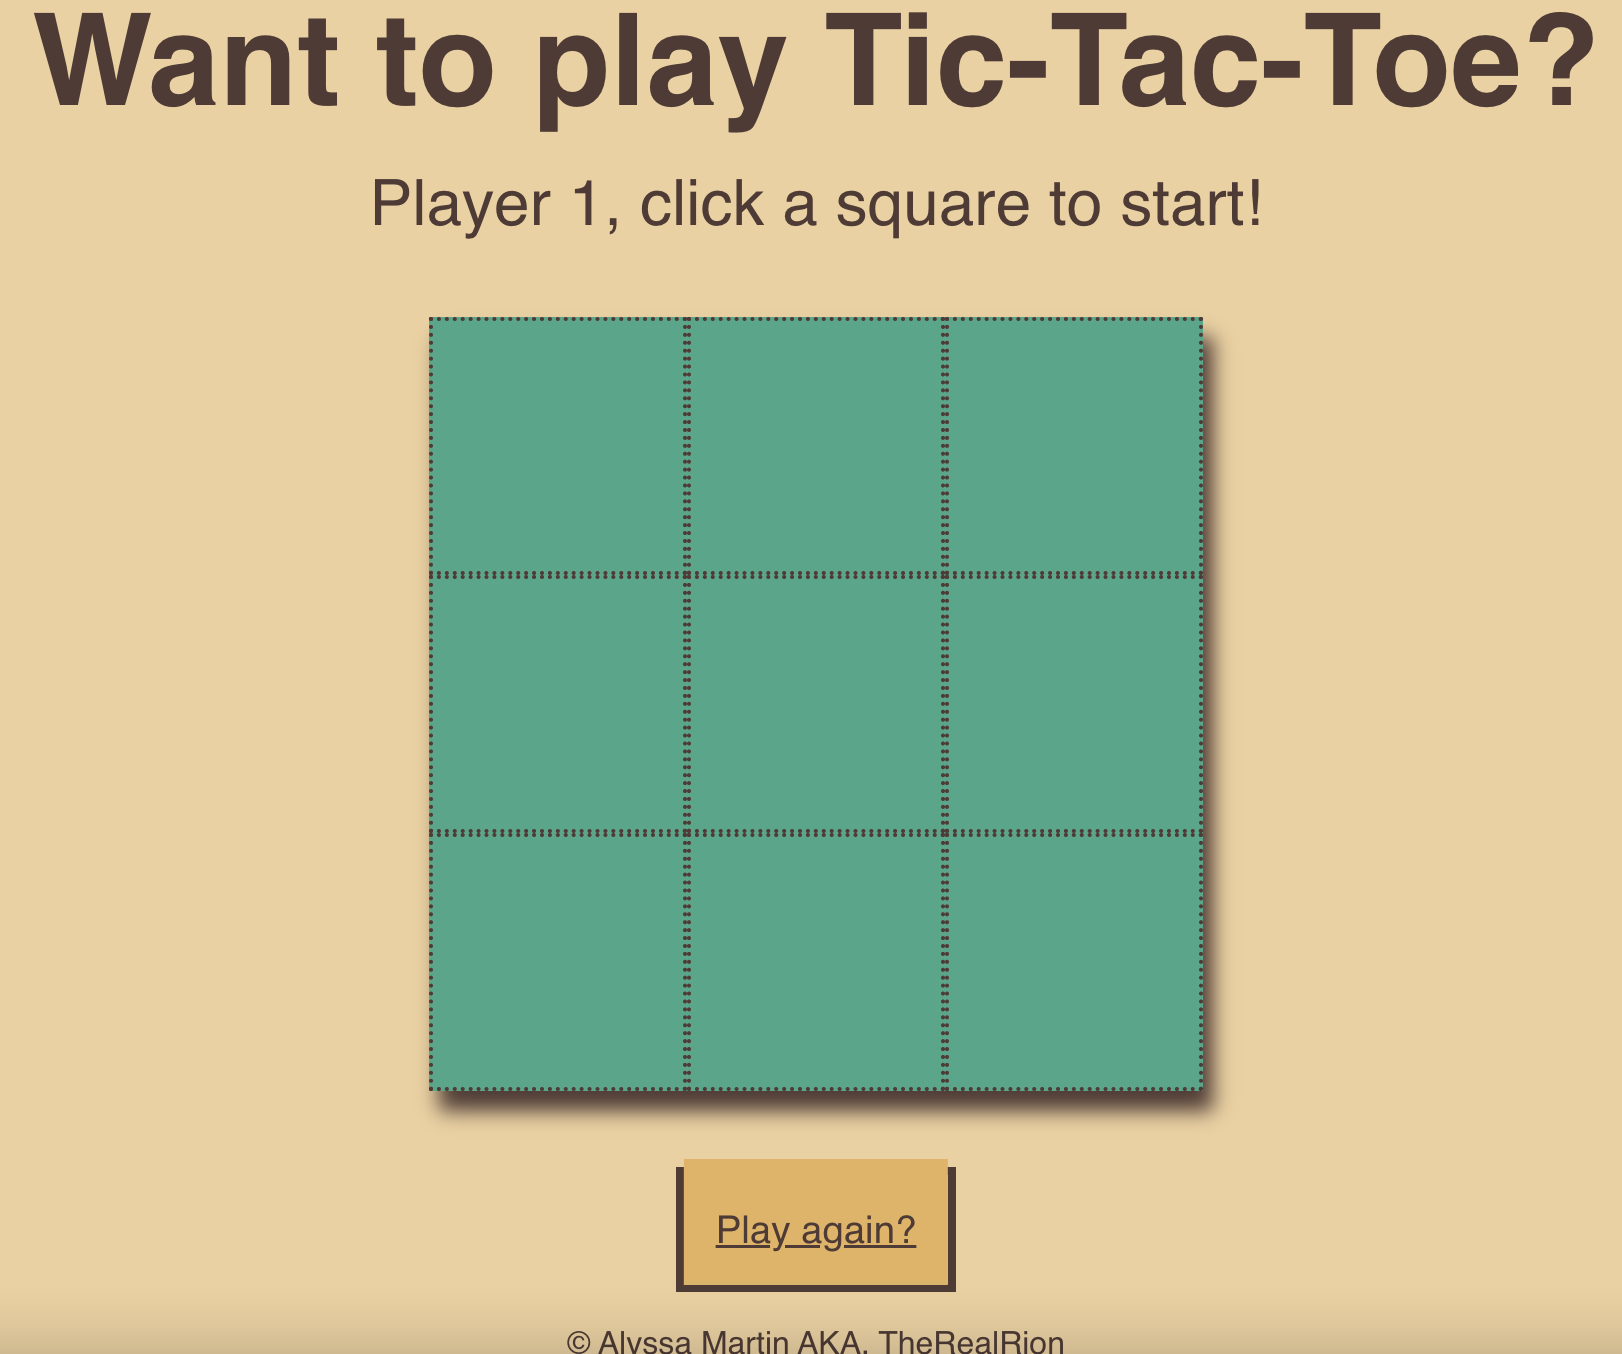 Want to play Tic-Tac-Toe?
Player 1, click a square to start!
Play again?
© Alyssa Martin AKA. TheRealRion